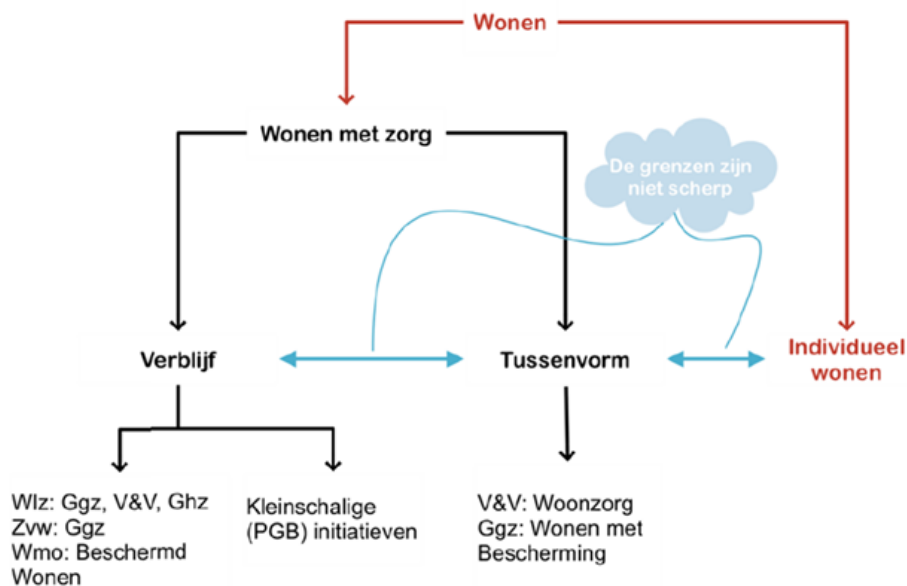 Wonen
Wonen met zorg
De grenzen zijn
niet scherp
Verblijf
Tussenvorm
Individueel
wonen
Wlz: Ggz, V&V, Ghz
Zvw: Ggz
Wmo: Beschermd
Wonen
Kleinschalige
(PGB) initiatieven
V&V: Woonzorg
Ggz: Wonen met
Bescherming